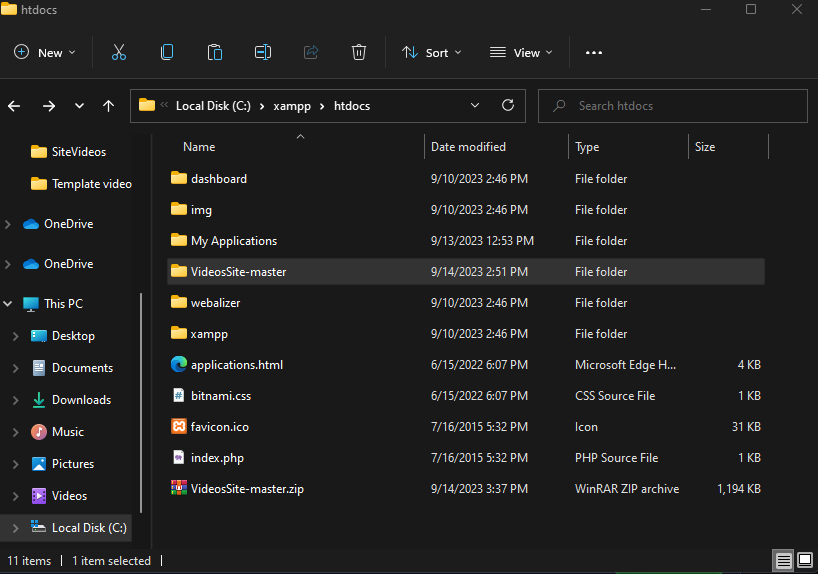 htdocs
New Sort View
Local Disk (C:) xampp htdocs Search htdocs
SiteVideos
Template video
OneDrive
OneDrive
This PC
Desktop
Documents
Downloads
Music
Pictures
Videos
Local Disk (C:)
Name Date modified Type Size
dashboard 9/10/2023 2:46 PM File folder
img 9/10/2023 2:46 PM File folder
My Applications 9/13/2023 12:53 PM File folder
VideosSite-master 9/14/2023 2:51 PM File folder
webalizer 9/10/2023 2:46 PM File folder
xampp 9/10/2023 2:46 PM File folder
applications.html 6/15/2022 6:07 PM Microsoft Edge H... 4 KB
bitnami.css 6/15/2022 6:07 PM CSS Source File 1 KB
favicon.ico 7/16/2015 5:32 PM Icon 31 KB
index.php 7/16/2015 5:32 PM PHP Source File 1 KB
VideosSite-master.zip 9/14/2023 3:37 PM WinRAR ZIP archive 1,194 KB
11 items 1 item selected